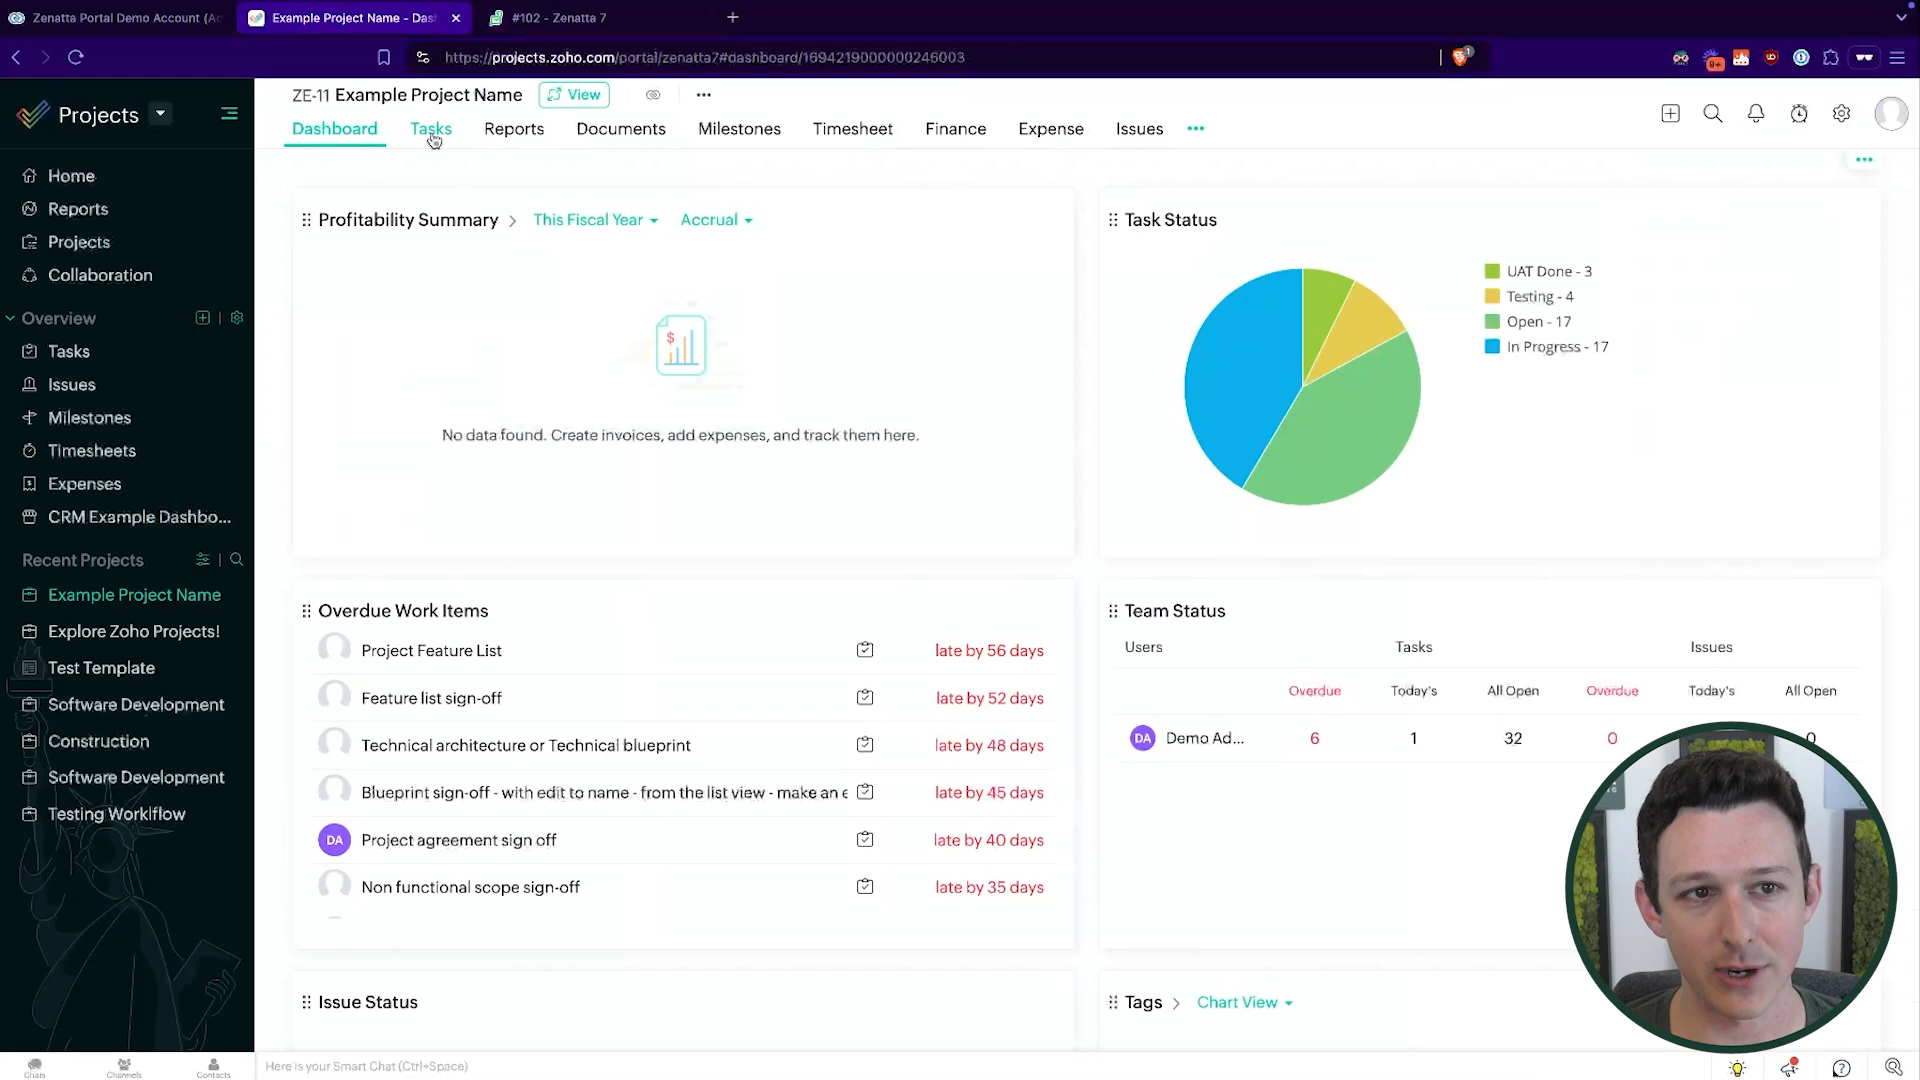 Zenatta Portal Demo Account (Ac
Example Project Name - Das
#102 - Zenatta 7
https://projects.zoho.com/portal/zenatta7#dashboard/1694219000000246003
9+
1
Projects
ZE-11 Example Project Name
View
Dashboard
Tasks
Reports
Documents
Milestones
Timesheet
Finance
Expense
Issues
Home
Reports
Projects
Collaboration
Overview
Tasks
Issues
Milestones
Timesheets
Expenses
CRM Example Dashbo...
Recent Projects
Example Project Name
Explore Zoho Projects!
Test Template
Software Development
Construction
Software Development
Testing Workflow
Profitability Summary
This Fiscal Year
Accrual
No data found. Create invoices, add expenses, and track them here.
Task Status
UAT Done - 3
Testing - 4
Open - 17
In Progress - 17
Overdue Work Items
Project Feature List late by 56 days
Feature list sign-off late by 52 days
Technical architecture or Technical blueprint late by 48 days
Blueprint sign-off - with edit to name - from the list view - make an e late by 45 days
DA Project agreement sign off late by 40 days
Non functional scope sign-off late by 35 days
Team Status
Users Tasks Issues
Overdue Today's All Open Overdue Today's All Open
DA Demo Ad... 6 1 32 0 0
Issue Status
Tags
Chart View
Chats
Channels
Contacts
Here is your Smart Chat (Ctrl+Space)